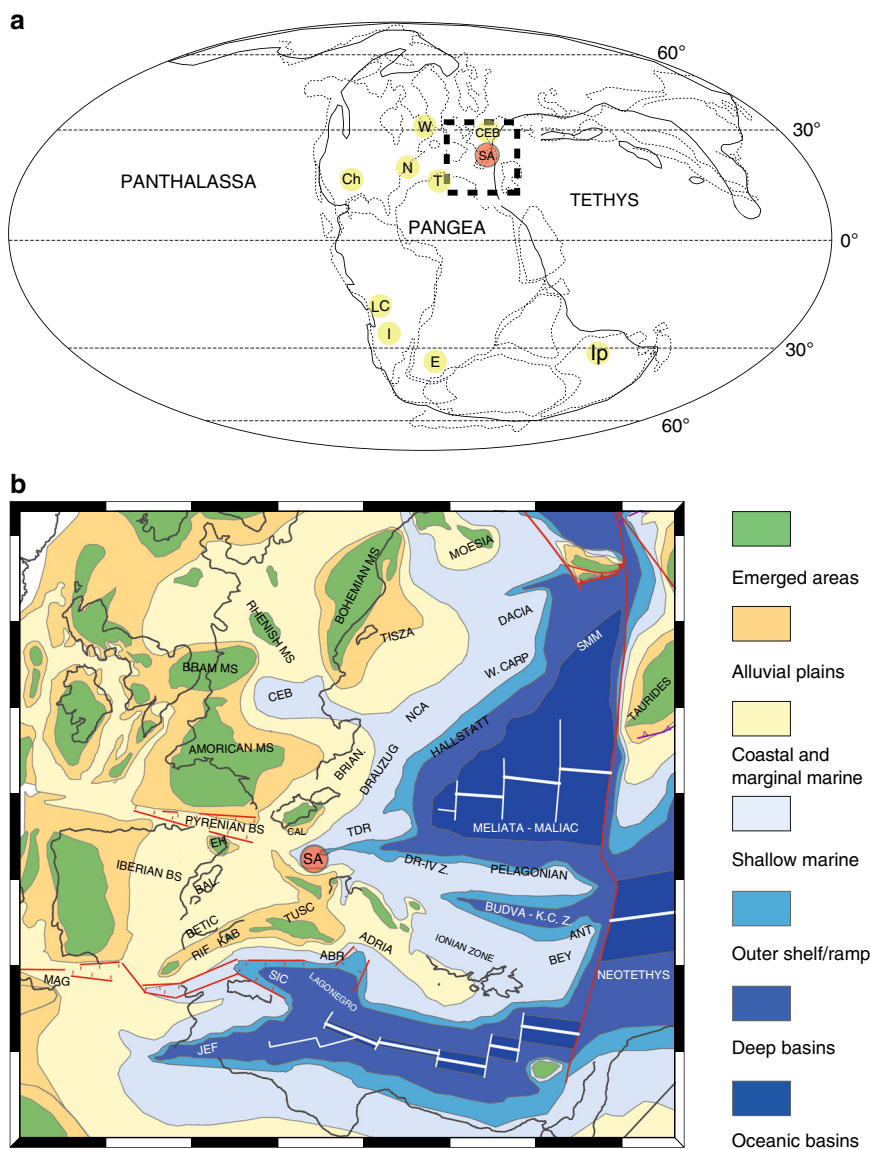 a
60°
W
CEB
30°
SA
N
Ch
T
PANTHALASSA
TETHYS
PANGEA
0°
LC
I
E
Ip
30°
60°
b
MOESIA
BOHEMIAN MS
RHENISH MS
TISZA
DACIA
SMM
BRAM MS
W. CARP
CEB
TAURIDES
NCA
HALLSTATT
AMORICAN MS
BRIAN.
DRAUZUG
PYRENIAN BS
CAL
TDR
MELIATA - MALIAC
EH
SA
IBERIAN BS
DR-IV Z.
PELAGONIAN
BAL.
BUDVA - K.C. Z.
TUSC
BETIC
RIF
KAB
ADRIA
IONIAN ZONE
ANT
BEY
ABR
MAG
SIC
LAGONEGRO
NEOTETHYS
JEF
Emerged areas
Alluvial plains
Coastal and
marginal marine
Shallow marine
Outer shelf/ramp
Deep basins
Oceanic basins